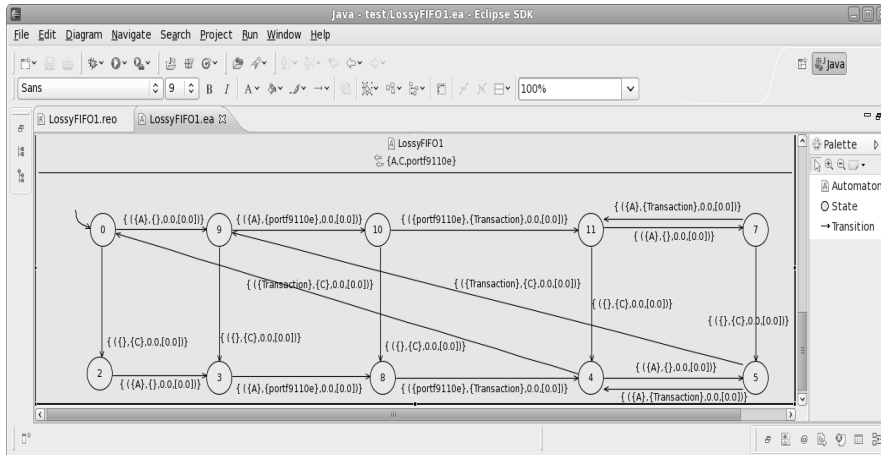 Java - test/LossyFIFO1.ea - Eclipse SDK
File Edit Diagram Navigate Search Project Run Window Help
Java
Sans 9 B I A 100%
LossyFIFO1.reo LossyFIFO1.ea
LossyFIFO1
{A,C,portf9110e}
Palette
Automaton
State
Transition
{ ({A},{Transaction},0.0,[0.0])}
{ ({A},{},0.0,[0.0])} { ({A},{portf9110e},0.0,[0.0])} { ({portf9110e},{Transaction},0.0,[0.0])}
0 9 10 11 7
{ ({A},{},0.0,[0.0])}
{ ({Transaction},{C},0.0,[0.0])} { ({Transaction},{C},0.0,[0.0])}
{ ({},{C},0.0,[0.0])}
{ ({},{C},0.0,[0.0])}
{ ({},{C},0.0,[0.0])} { ({},{C},0.0,[0.0])} { ({},{C},0.0,[0.0])}
2 3 8 4 5
{ ({A},{},0.0,[0.0])}
{ ({A},{},0.0,[0.0])} { ({A},{portf9110e},0.0,[0.0])} { ({portf9110e},{Transaction},0.0,[0.0])}
{ ({A},{Transaction},0.0,[0.0])}